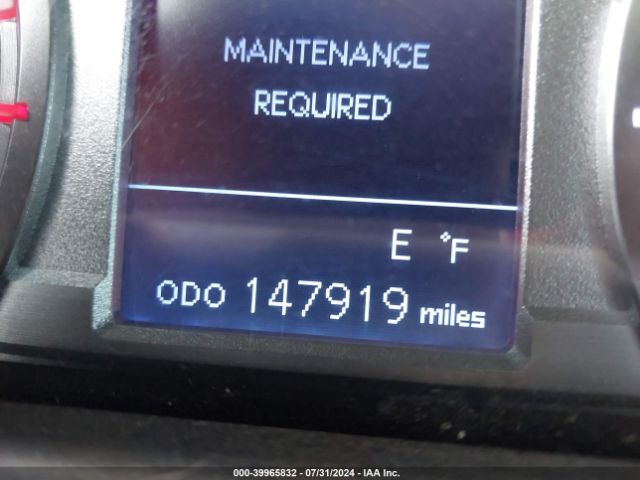 MAINTENANCE
REQUIRED
E °F
ODO 147919 miles
000-39965832 / 07/31/2024 / IAA Inc.